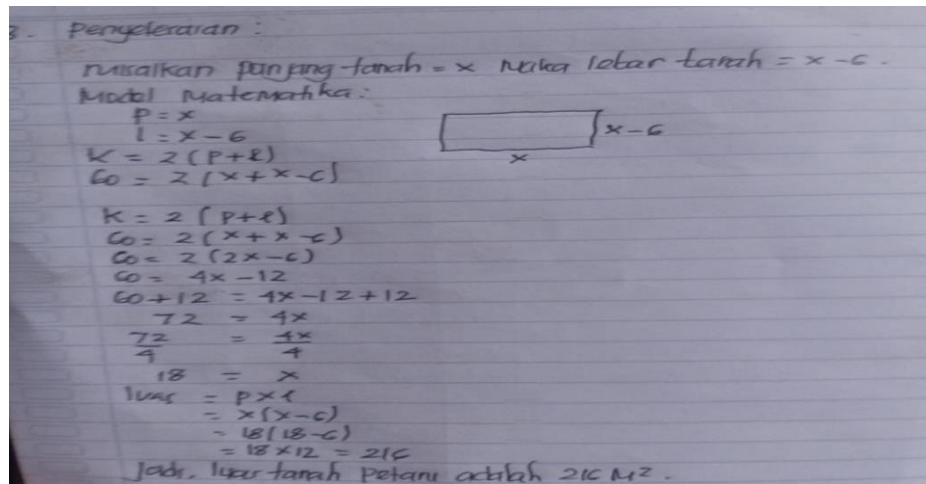 3. Penyelesaian :
misalkan panjang tanah = x maka lebar tanah = x - 6.
Model Matematika:
P = x
l = x - 6
x - 6
x
K = 2 (P+l)
60 = 2 (x + x - 6)
K = 2 (P+l)
60 = 2 (x + x - 6)
60 = 2 (2x - 6)
60 = 4x - 12
60 + 12 = 4x - 12 + 12
72 = 4x
72/4 = 4x/4
18 = x
luas = P x l
= x (x - 6)
= 18 (18 - 6)
= 18 x 12 = 216
Jadi, luas tanah Petani adalah 216 M².